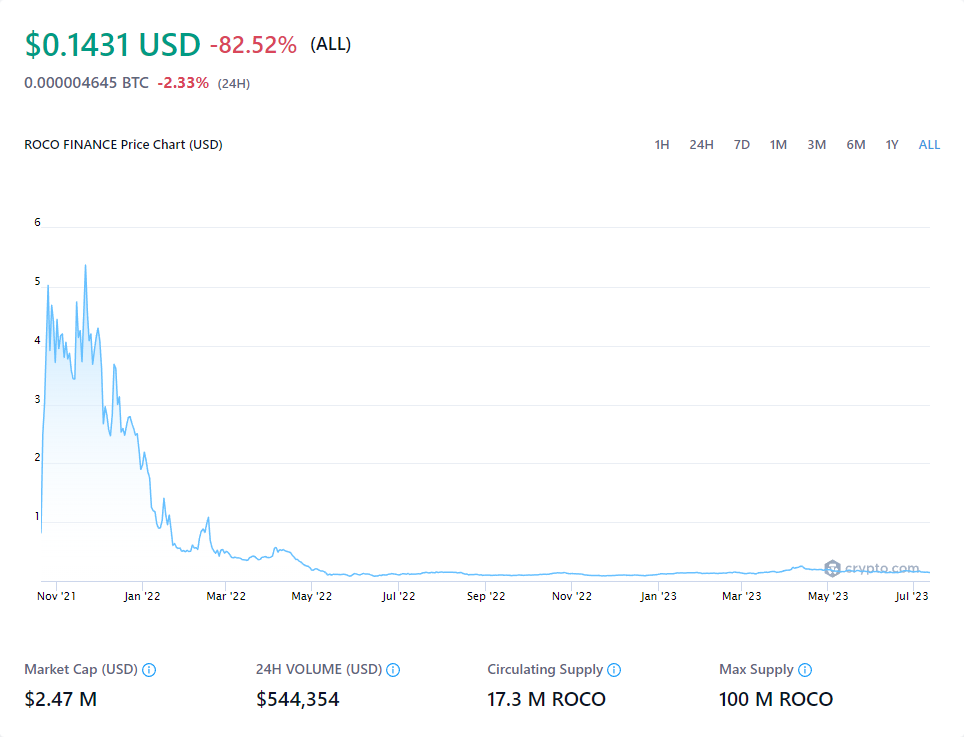 $0.1431 USD -82.52% (ALL)
0.000004645 BTC -2.33% (24H)
ROCO FINANCE Price Chart (USD) 1H 24H 7D 1M 3M 6M 1Y ALL
6
5
4
3
2
1
crypto.com
Nov '21 Jan '22 Mar '22 May '22 Jul '22 Sep '22 Nov '22 Jan '23 Mar '23 May '23 Jul '23
Market Cap (USD) 24H VOLUME (USD) Circulating Supply Max Supply
$2.47 M $544,354 17.3 M ROCO 100 M ROCO